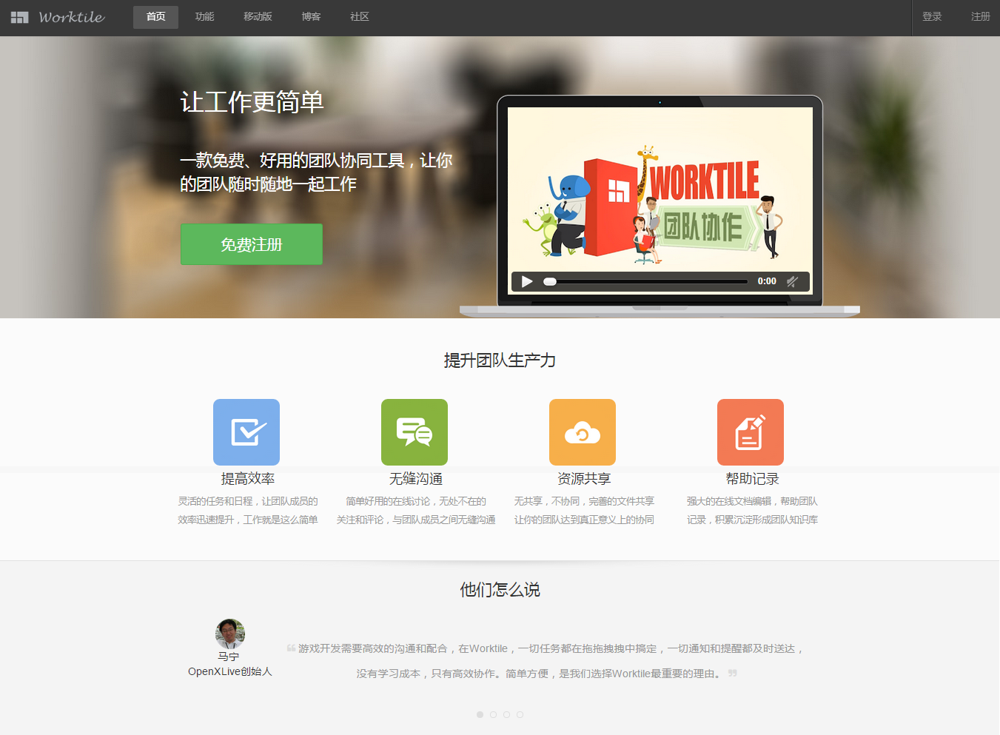 Worktile 首页 功能 移动版 博客 社区 登录 注册
让工作更简单
一款免费、好用的团队协同工具，让你
的团队随时随地一起工作
免费注册
WORKTILE
团队协作
0:00
提升团队生产力
提高效率
灵活的任务和日程，让团队成员的
效率迅速提升，工作就是这么简单
无缝沟通
简单好用的在线讨论，无处不在的
关注和评论，与团队成员之间无缝沟通
资源共享
无共享，不协同，完善的文件共享
让你的团队达到真正意义上的协同
帮助记录
强大的在线文档编辑，帮助团队
记录，积累沉淀形成团队知识库
他们怎么说
马宁
OpenXLive创始人
❝ 游戏开发需要高效的沟通和配合，在Worktile，一切任务都在拖拖拽拽中搞定，一切通知和提醒都及时送达，
没有学习成本，只有高效协作。简单方便，是我们选择Worktile最重要的理由。 ❞